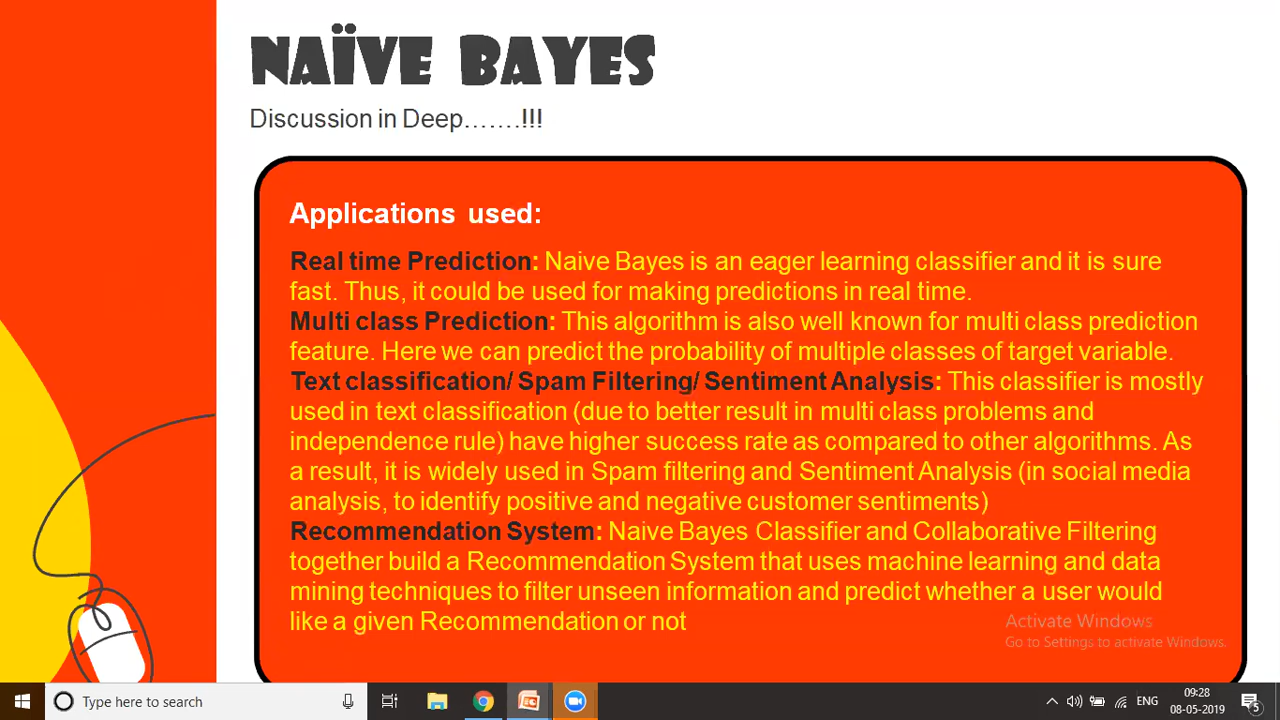 NAÏVE BAYES
Discussion in Deep.......!!!
Applications used:
Real time Prediction: Naive Bayes is an eager learning classifier and it is sure
fast. Thus, it could be used for making predictions in real time.
Multi class Prediction: This algorithm is also well known for multi class prediction
feature. Here we can predict the probability of multiple classes of target variable.
Text classification/ Spam Filtering/ Sentiment Analysis: This classifier is mostly
used in text classification (due to better result in multi class problems and
independence rule) have higher success rate as compared to other algorithms. As
a result, it is widely used in Spam filtering and Sentiment Analysis (in social media
analysis, to identify positive and negative customer sentiments)
Recommendation System: Naive Bayes Classifier and Collaborative Filtering
together build a Recommendation System that uses machine learning and data
mining techniques to filter unseen information and predict whether a user would
like a given Recommendation or not
Activate Windows
Go to Settings to activate Windows.
Type here to search
ENG
09:28
08-05-2019
5